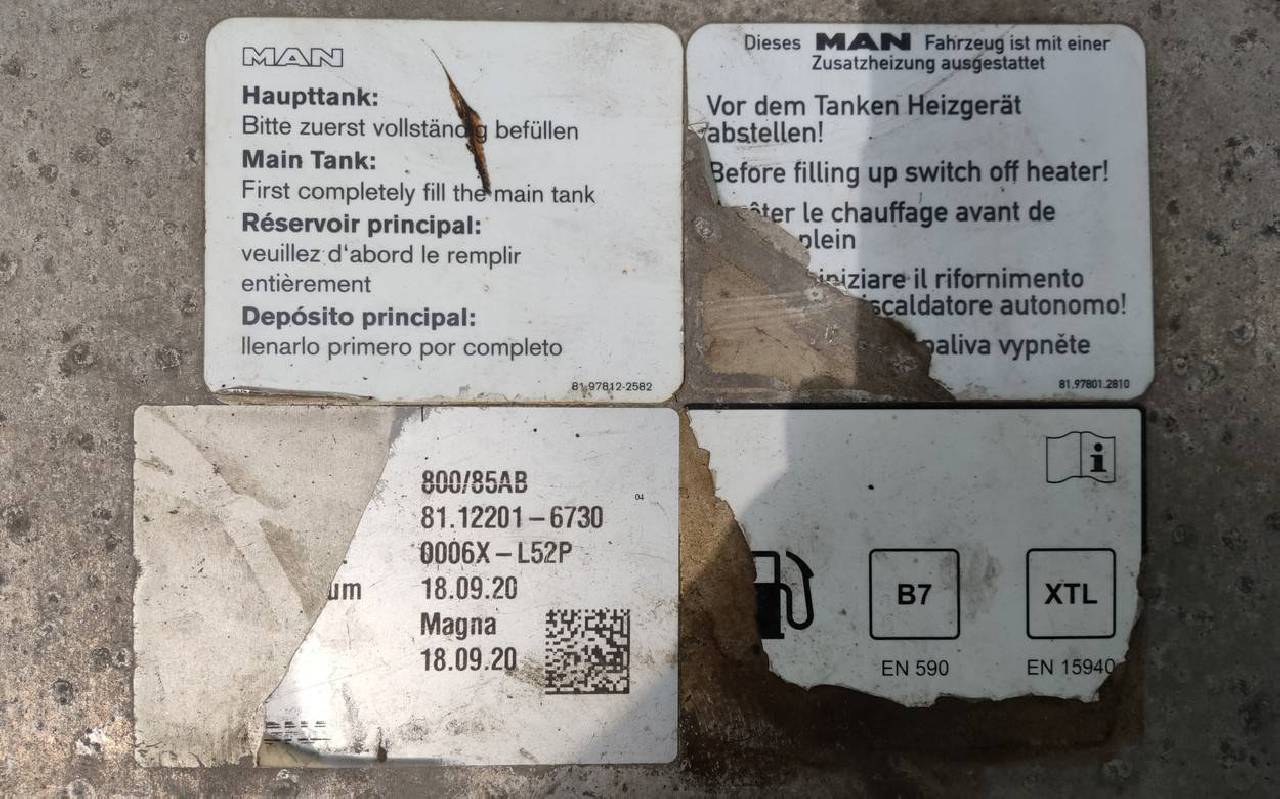 MAN
Haupttank:
Bitte zuerst vollständig befüllen
Main Tank:
First completely fill the main tank
Réservoir principal:
veuillez d'abord le remplir
entièrement
Depósito principal:
llenarlo primero por completo
81.97812-2582
Dieses MAN Fahrzeug ist mit einer
Zusatzheizung ausgestattet
Vor dem Tanken Heizgerät
abstellen!
Before filling up switch off heater!
le chauffage avant de
plein
iniziare il rifornimento
autonomo!
paliva vypněte
81.97801.2810
800/85AB
04
81.12201-6730
0006X-L52P
um 18.09.20
Magna
18.09.20
i
B7 XTL
EN 590 EN 15940